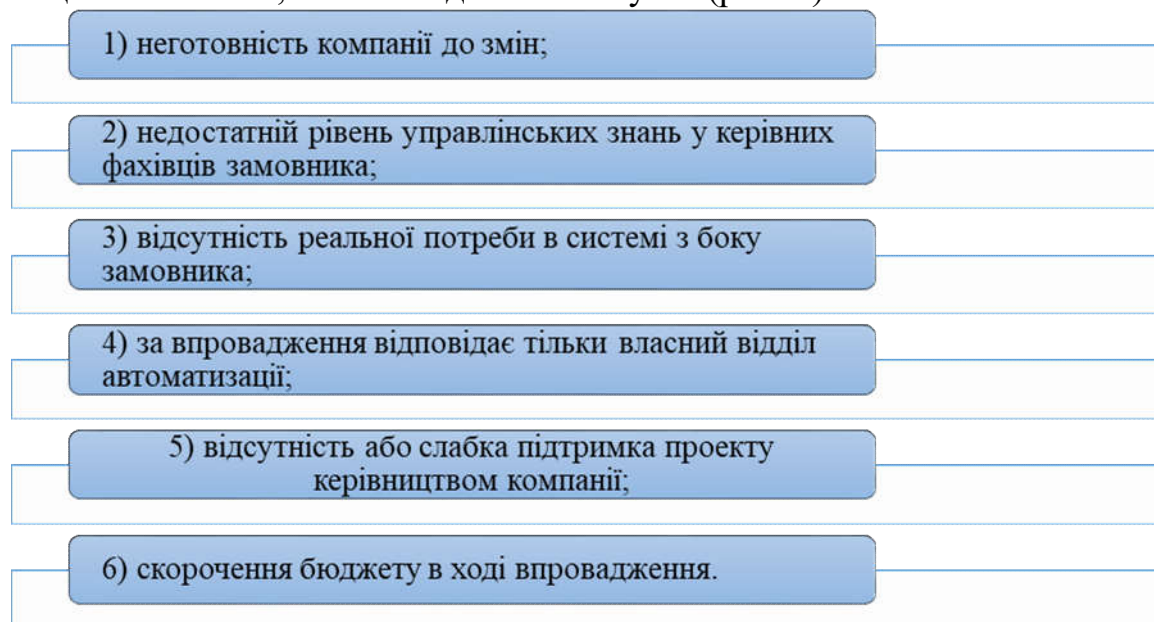 1) неготовність компанії до змін;
2) недостатній рівень управлінських знань у керівних
фахівців замовника;
3) відсутність реальної потреби в системі з боку
замовника;
4) за впровадження відповідає тільки власний відділ
автоматизації;
5) відсутність або слабка підтримка проекту
керівництвом компанії;
6) скорочення бюджету в ході впровадження.